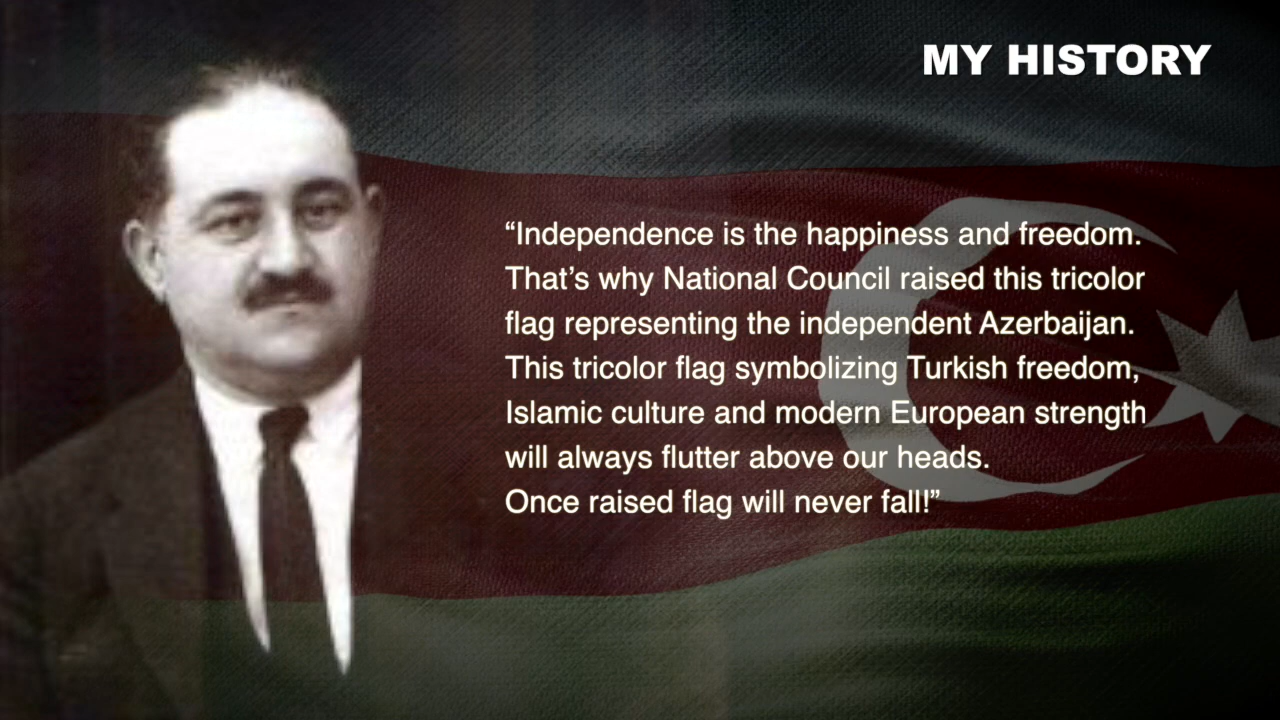 MY HISTORY
“Independence is the happiness and freedom.
That’s why National Council raised this tricolor
flag representing the independent Azerbaijan.
This tricolor flag symbolizing Turkish freedom,
Islamic culture and modern European strength
will always flutter above our heads.
Once raised flag will never fall!”